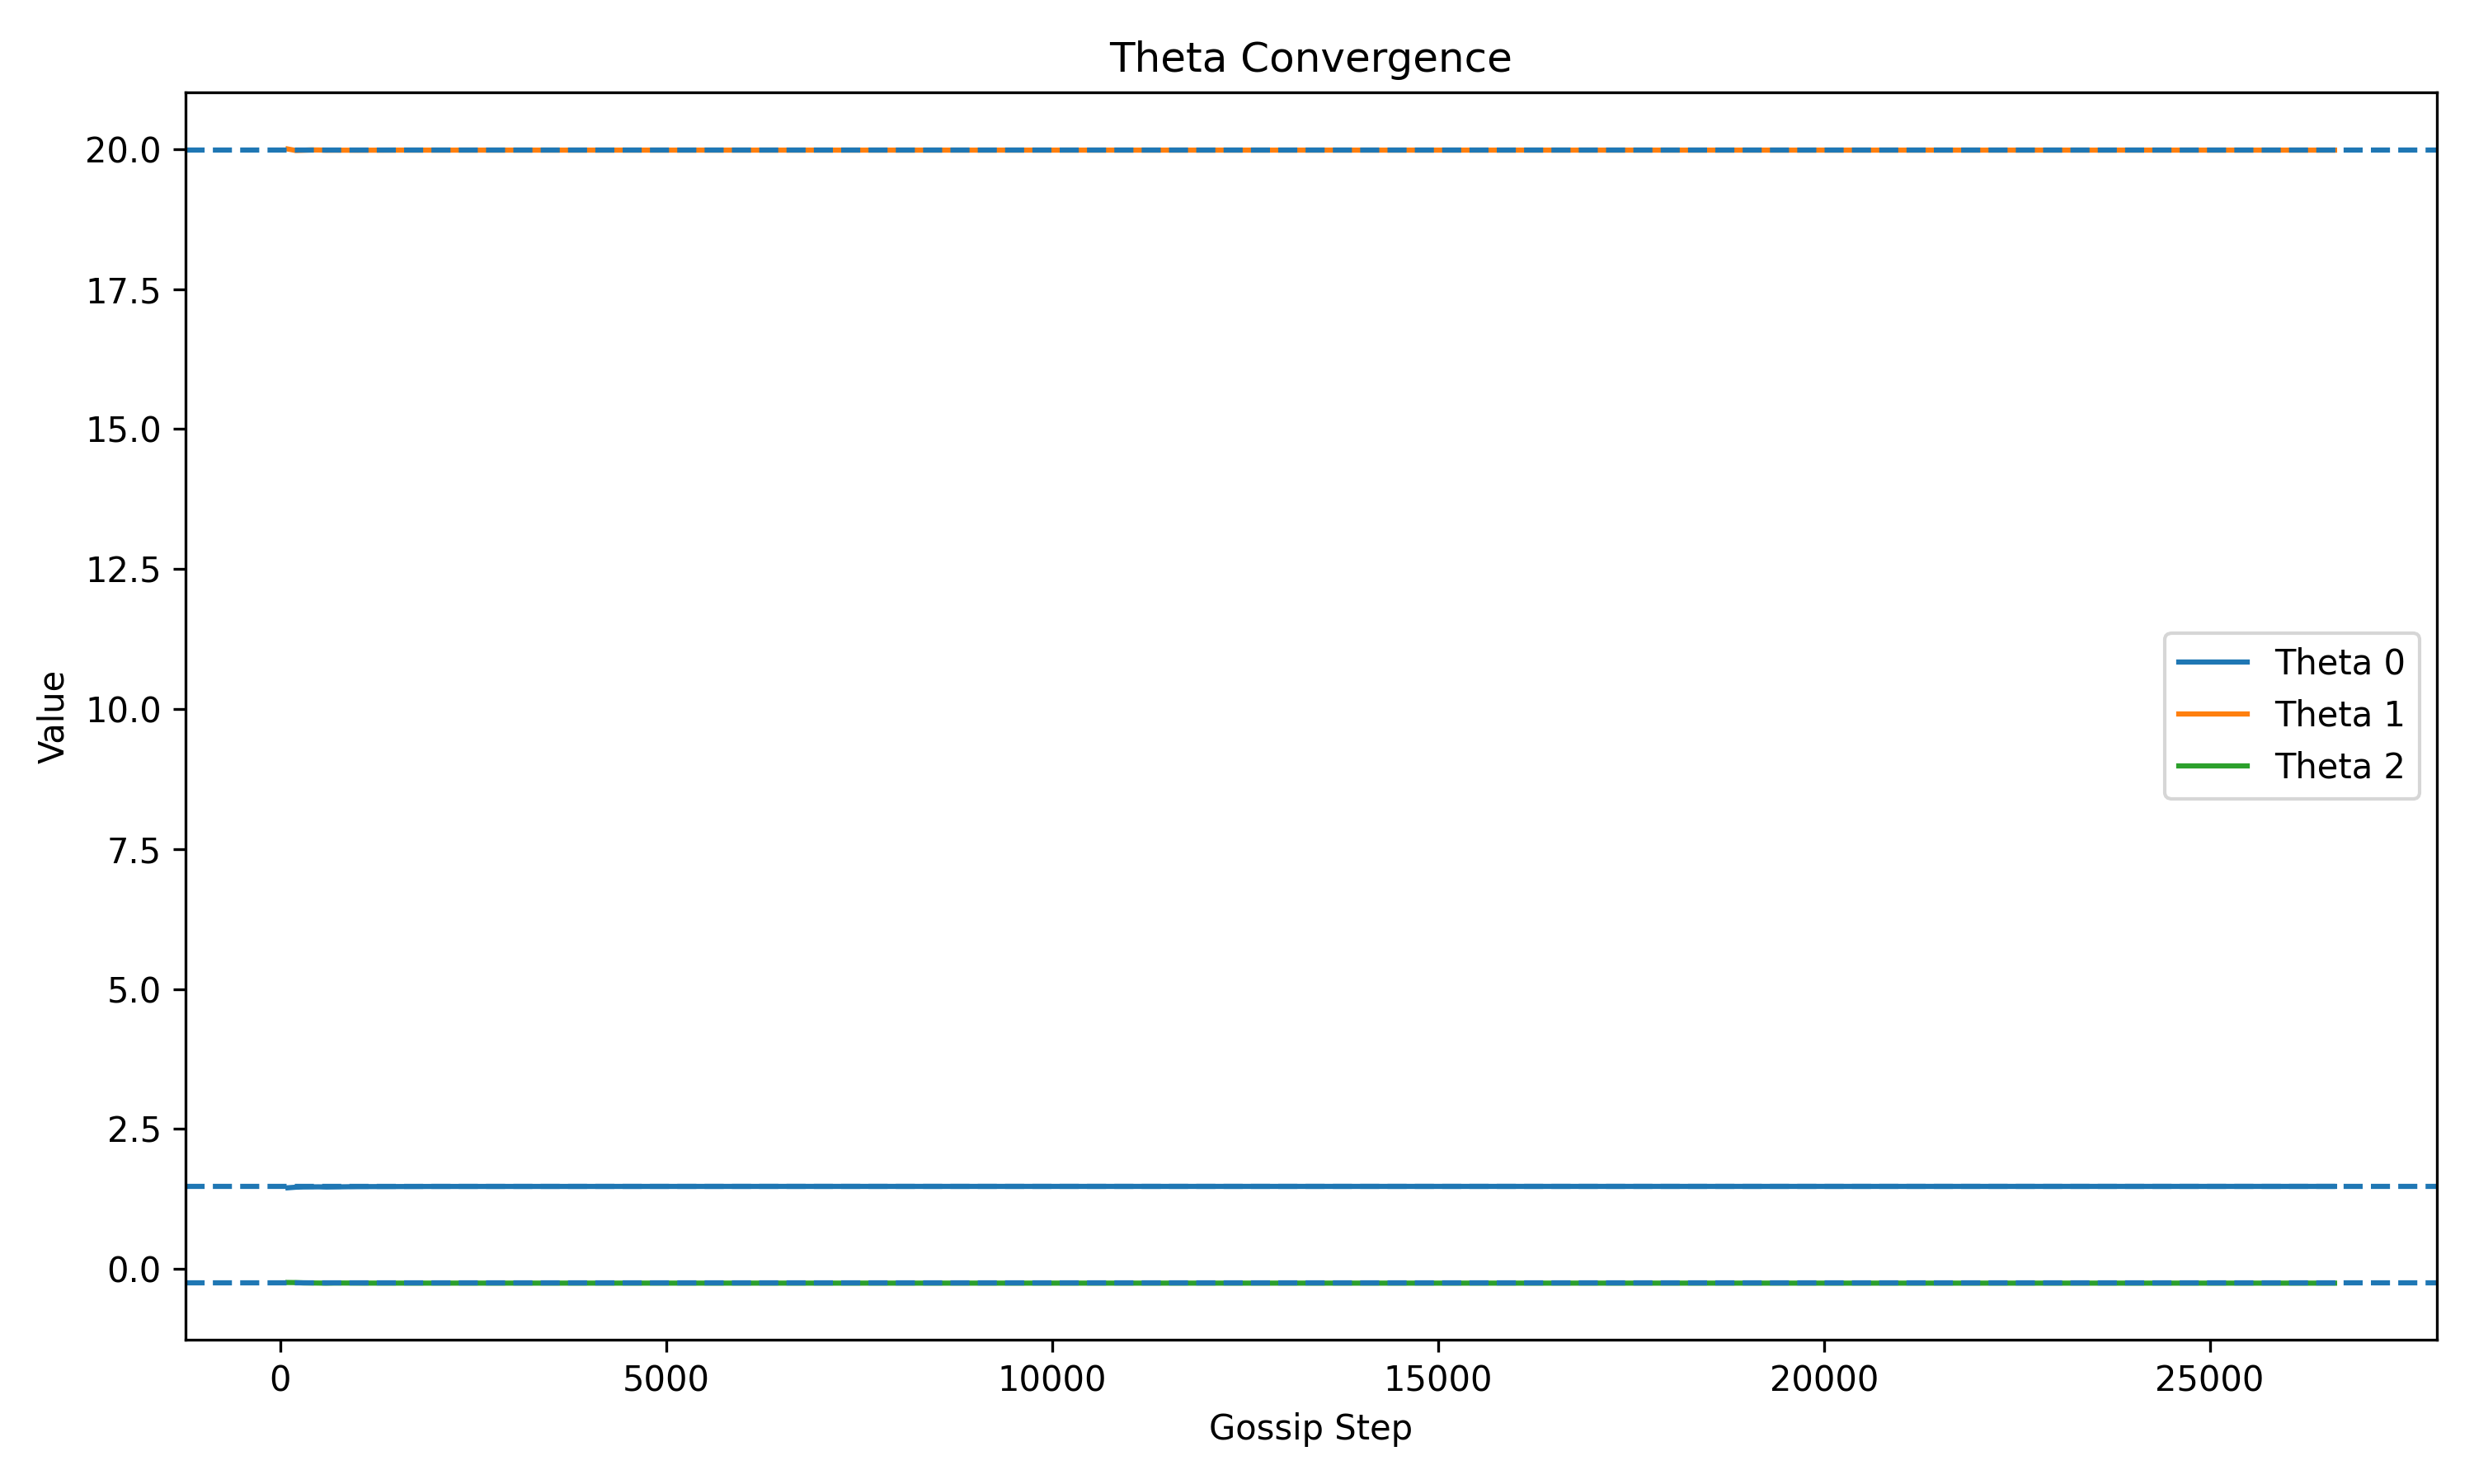 Theta Convergence
20.0
17.5
15.0
12.5
10.0
7.5
5.0
2.5
0.0
Value
Theta 0
Theta 1
Theta 2
0 5000 10000 15000 20000 25000
Gossip Step